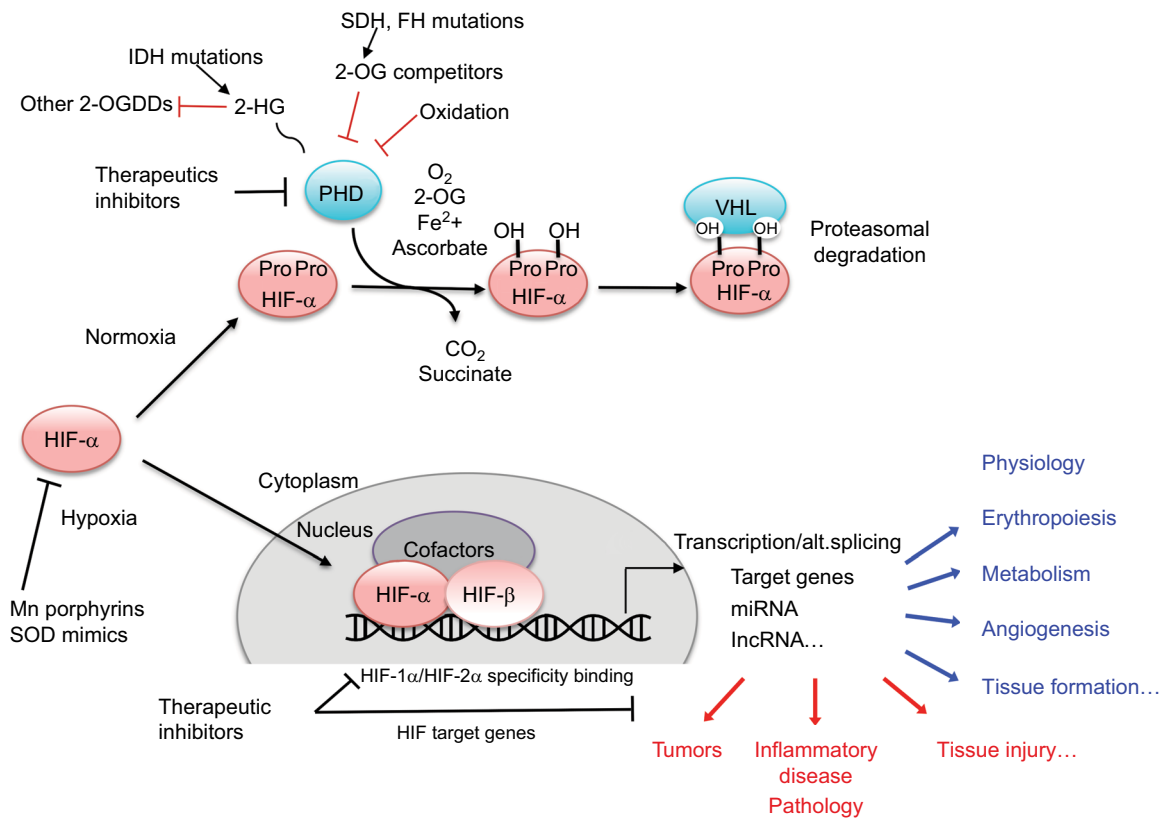 SDH, FH mutations
IDH mutations
2-OG competitors
Other 2-OGDDs
2-HG
Oxidation
Therapeutics
inhibitors
PHD
O2
2-OG
Fe2+
Ascorbate
OH OH
Pro Pro
HIF-α
VHL
OH OH
Pro Pro
HIF-α
Proteasomal
degradation
Pro Pro
HIF-α
CO2
Succinate
Normoxia
HIF-α
Hypoxia
Mn porphyrins
SOD mimics
Cytoplasm
Nucleus
Cofactors
HIF-α
HIF-β
Transcription/alt.splicing
Target genes
miRNA
lncRNA…
Physiology
Erythropoiesis
Metabolism
Angiogenesis
Tissue formation…
HIF-1α/HIF-2α specificity binding
Therapeutic
inhibitors
HIF target genes
Tumors
Inflammatory
disease
Pathology
Tissue injury…